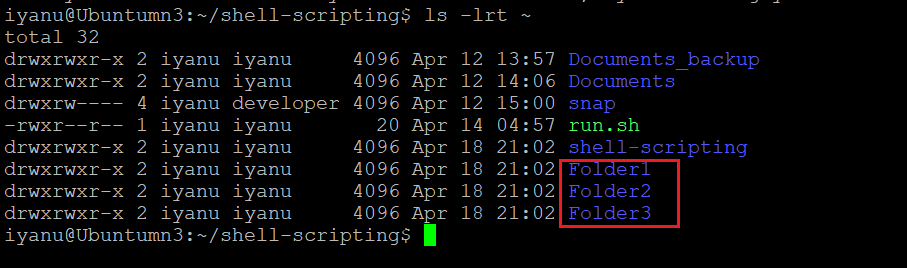 iyanu@Ubuntumn3:~/shell-scripting$ ls -lrt ~
total 32
drwxrwxr-x 2 iyanu iyanu     4096 Apr 12 13:57 Documents_backup
drwxrwxr-x 2 iyanu iyanu     4096 Apr 12 14:06 Documents
drwxrw---- 4 iyanu developer 4096 Apr 12 15:00 snap
-rwxr--r-- 1 iyanu iyanu       20 Apr 14 04:57 run.sh
drwxrwxr-x 2 iyanu iyanu     4096 Apr 18 21:02 shell-scripting
drwxrwxr-x 2 iyanu iyanu     4096 Apr 18 21:02 Folder1
drwxrwxr-x 2 iyanu iyanu     4096 Apr 18 21:02 Folder2
drwxrwxr-x 2 iyanu iyanu     4096 Apr 18 21:02 Folder3
iyanu@Ubuntumn3:~/shell-scripting$